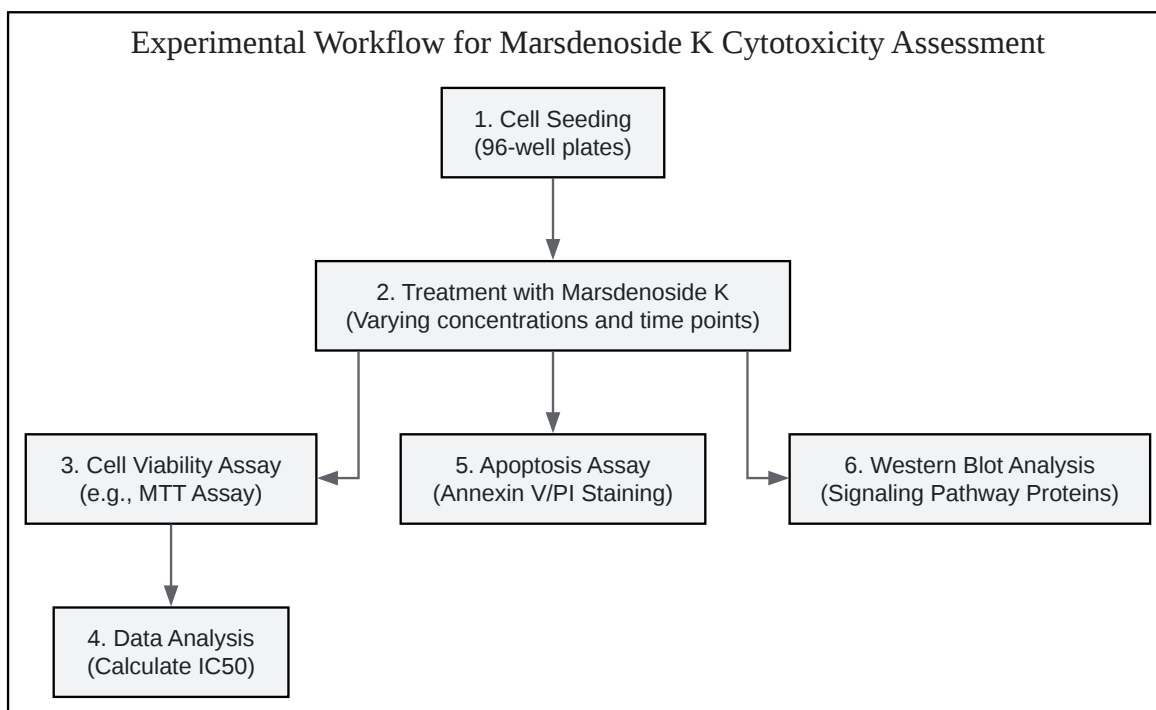 Experimental Workflow for Marsdenoside K Cytotoxicity Assessment
1. Cell Seeding
(96-well plates)
2. Treatment with Marsdenoside K
(Varying concentrations and time points)
3. Cell Viability Assay
(e.g., MTT Assay)
5. Apoptosis Assay
(Annexin V/PI Staining)
6. Western Blot Analysis
(Signaling Pathway Proteins)
4. Data Analysis
(Calculate IC50)